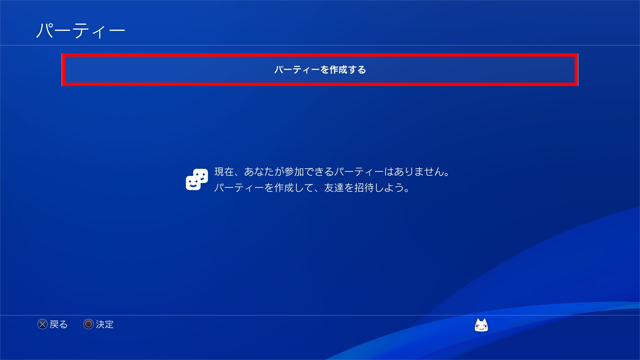 パーティー
パーティーを作成する
現在、あなたが参加できるパーティーはありません。
パーティーを作成して、友達を招待しよう。
戻る 決定